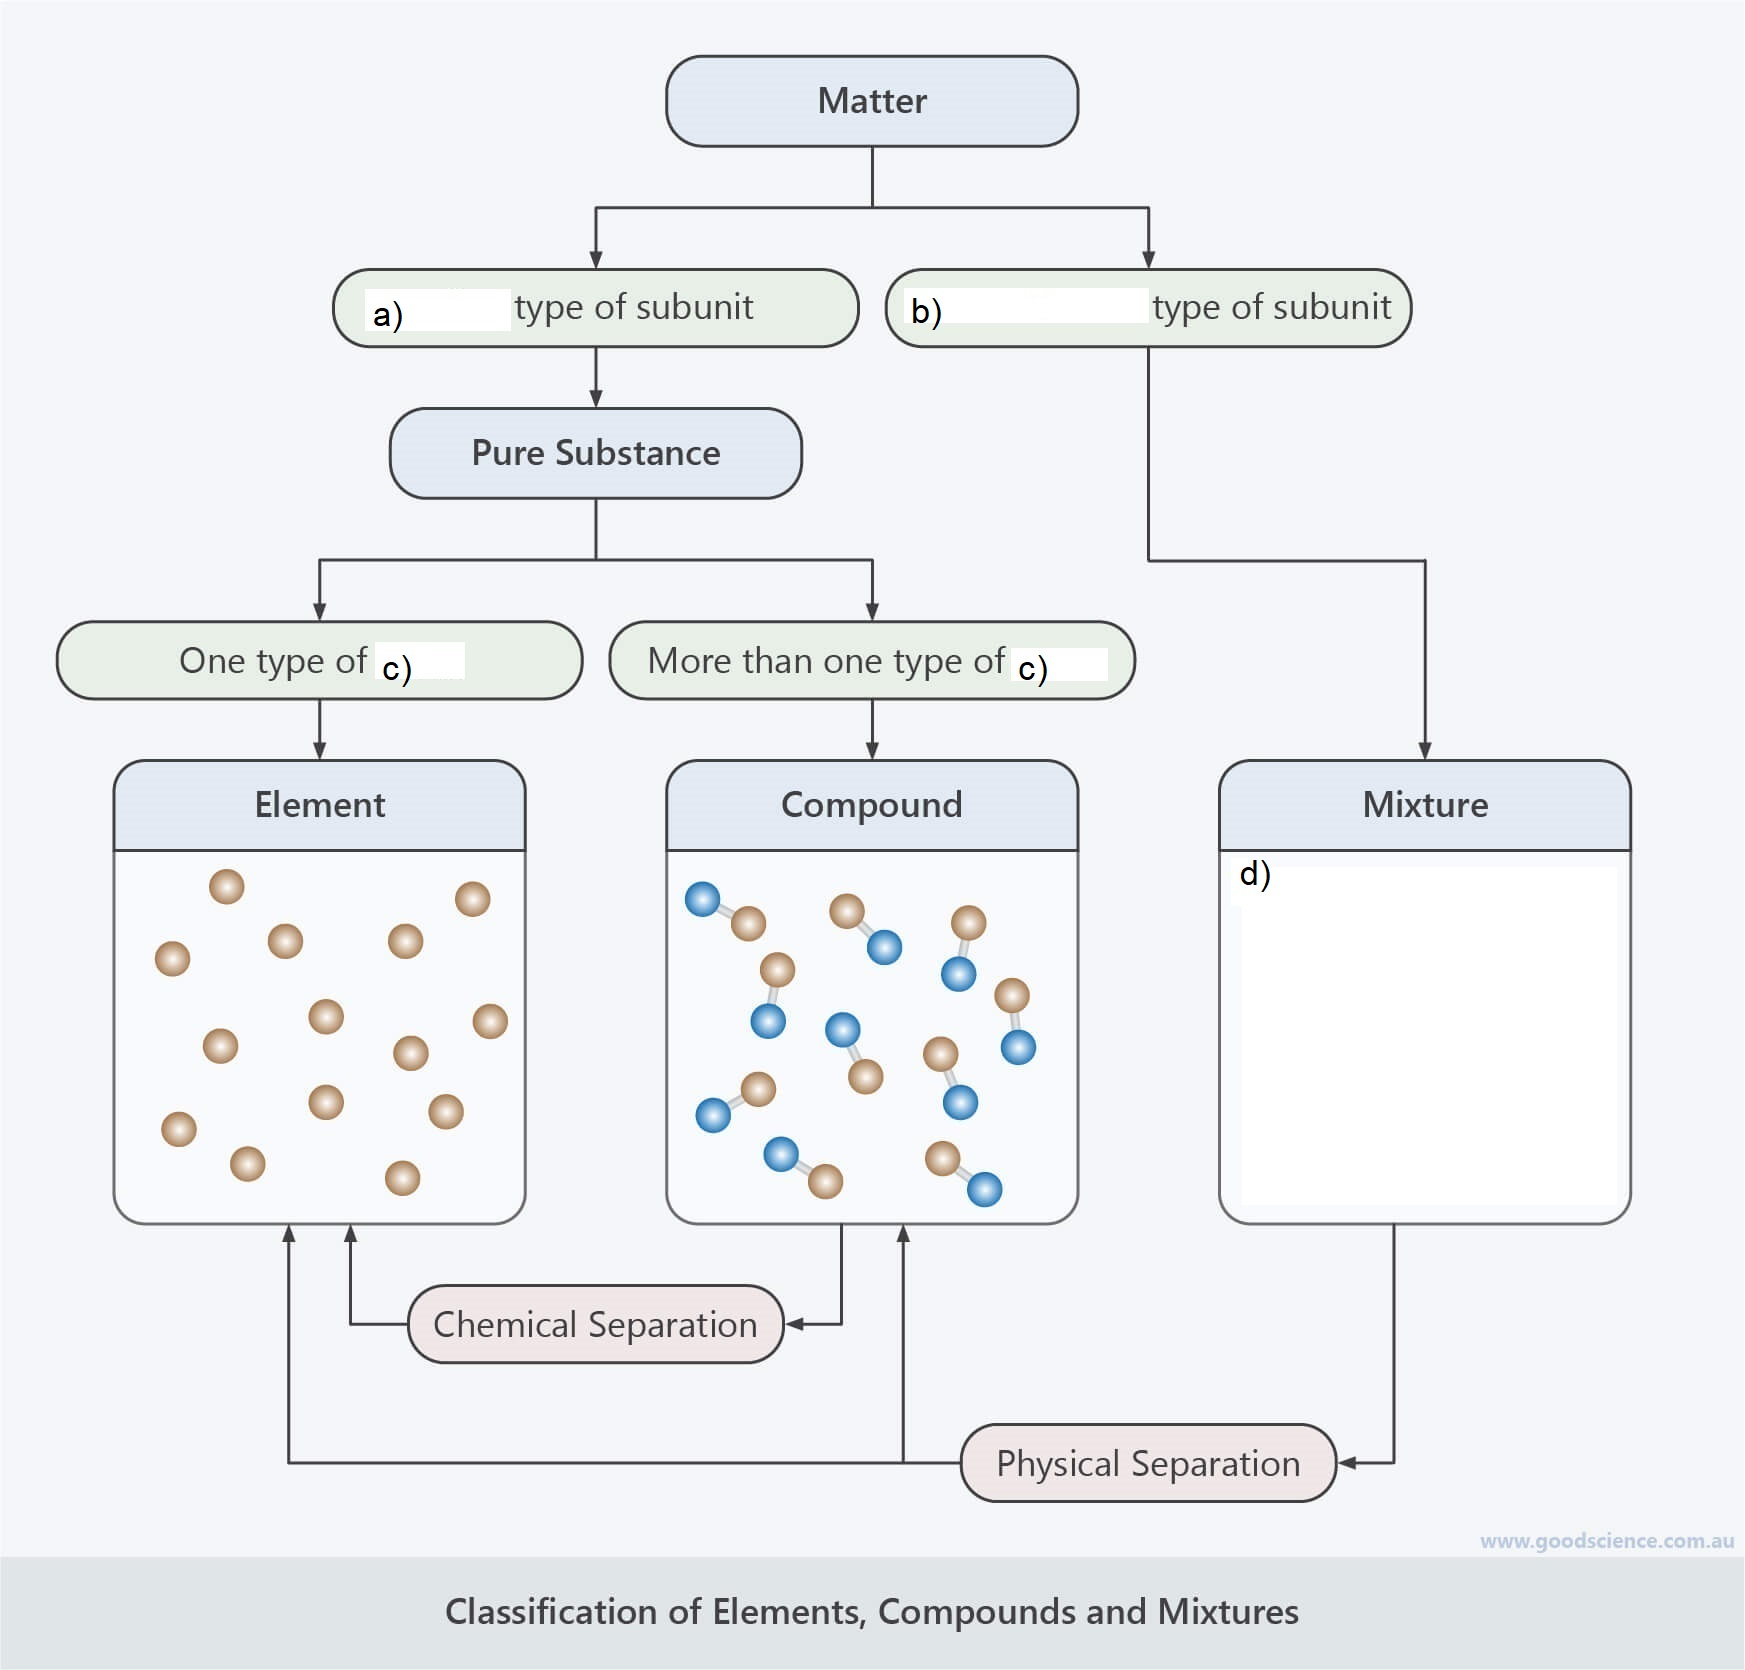 Matter
a) type of subunit
b) type of subunit
Pure Substance
One type of c)
More than one type of c)
Element
Compound
Mixture
d)
Chemical Separation
Physical Separation
www.goodscience.com.au
Classification of Elements, Compounds and Mixtures